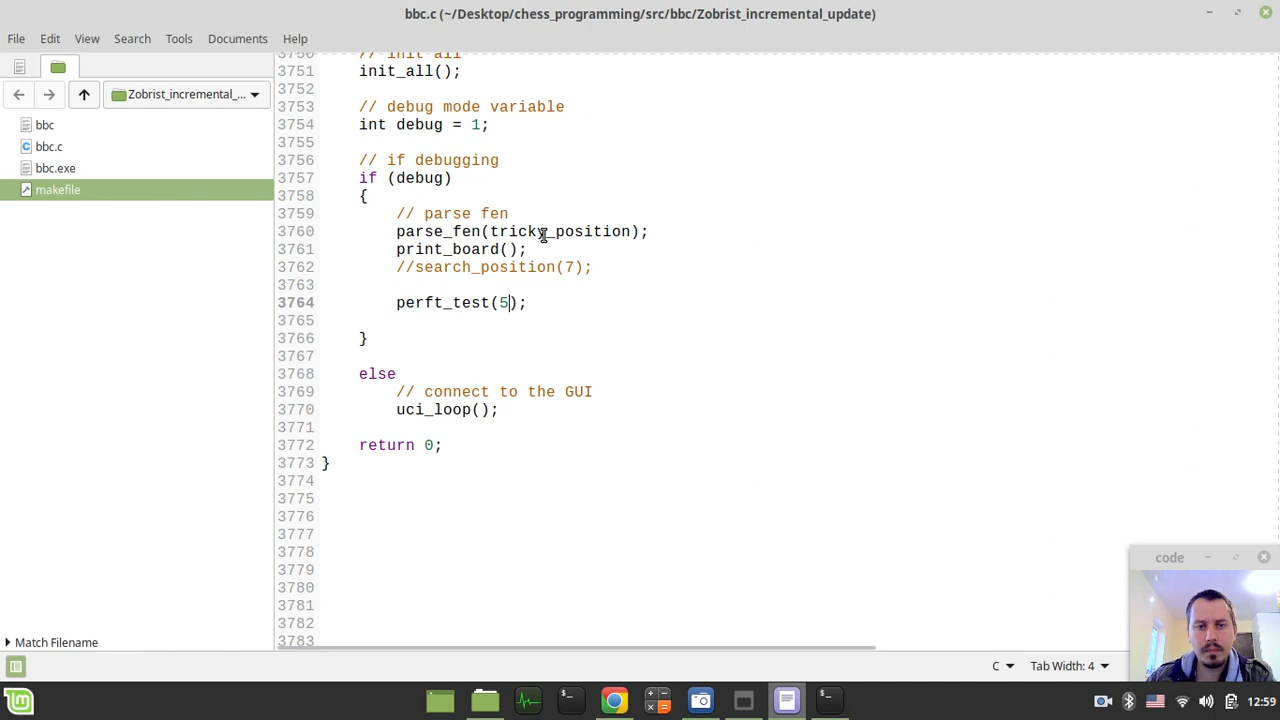 bbc.c (~/Desktop/chess_programming/src/bbc/Zobrist_incremental_update)
File Edit View Search Tools Documents Help
Zobrist_incremental_...
bbc
bbc.c
bbc.exe
makefile
Match Filename
3750 // init all
3751 init_all();
3752
3753 // debug mode variable
3754 int debug = 1;
3755
3756 // if debugging
3757 if (debug)
3758 {
3759 // parse fen
3760 parse_fen(tricky_position);
3761 print_board();
3762 //search_position(7);
3763
3764 perft_test(5);
3765
3766 }
3767
3768 else
3769 // connect to the GUI
3770 uci_loop();
3771
3772 return 0;
3773 }
3774
3775
3776
3777
3778
3779
3780
3781
3782
3783
code
C Tab Width: 4
12:59